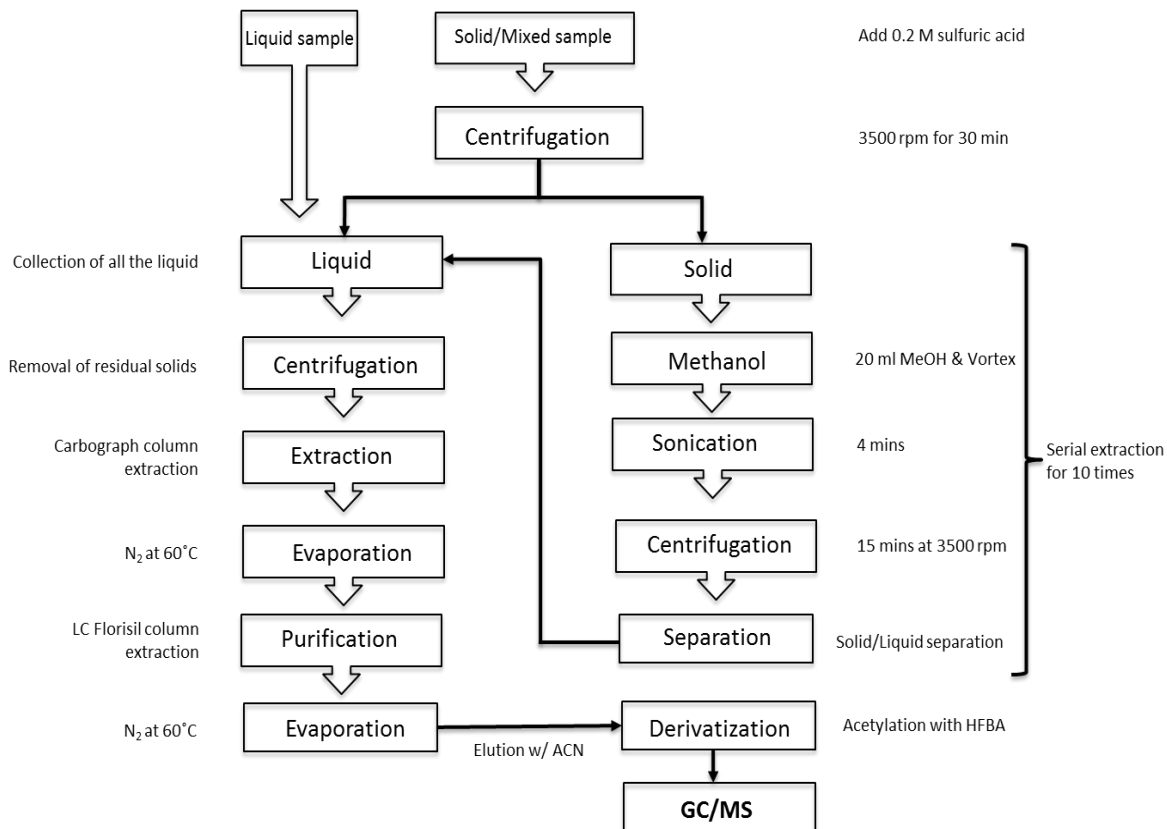 Liquid sample
Solid/Mixed sample
Add 0.2 M sulfuric acid
Centrifugation
3500 rpm for 30 min
Collection of all the liquid
Liquid
Solid
Removal of residual solids
Centrifugation
Methanol
20 ml MeOH & Vortex
Carbograph column
extraction
Extraction
Sonication
4 mins
Serial extraction
for 10 times
N₂ at 60˚C
Evaporation
Centrifugation
15 mins at 3500 rpm
LC Florisil column
extraction
Purification
Separation
Solid/Liquid separation
N₂ at 60˚C
Evaporation
Elution w/ ACN
Derivatization
Acetylation with HFBA
GC/MS